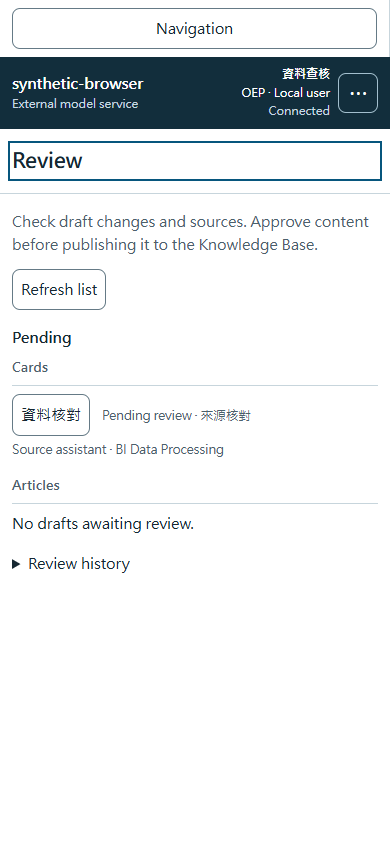 Navigation
synthetic-browser
External model service
資料查核
OEP · Local user
Connected
···
Review
Check draft changes and sources. Approve content
before publishing it to the Knowledge Base.
Refresh list
Pending
Cards
資料核對 Pending review · 來源核對
Source assistant · BI Data Processing
Articles
No drafts awaiting review.
Review history